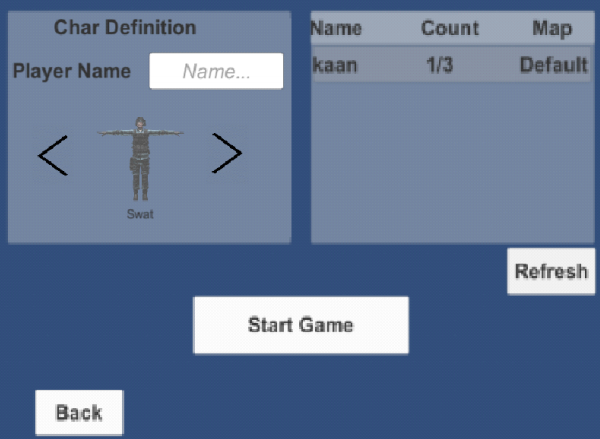 Char Definition
Player Name Name...
Swat
Name Count Map
kaan 1/3 Default
Refresh
Start Game
Back